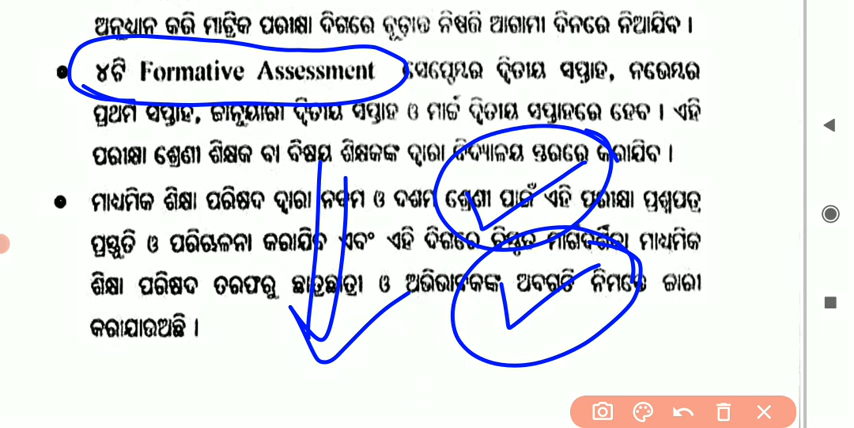 ଅନୁଧ୍ୟାନ କରି ମାଟ୍ରିକ ପରୀକ୍ଷା ଦିଗରେ ଚୂଡ଼ାନ୍ତ ନିଷ୍ପତ୍ତି ଆଗାମୀ ଦିନରେ ନିଆଯିବ ।
• ୪ଟି Formative Assessment ସେପ୍ଟେମ୍ବର ଦ୍ୱିତୀୟ ସପ୍ତାହ, ନଭେମ୍ବର
ପ୍ରଥମ ସପ୍ତାହ, ଜାନୁୟାରୀ ଦ୍ୱିତୀୟ ସପ୍ତାହ ଓ ମାର୍ଚ୍ଚ ଦ୍ୱିତୀୟ ସପ୍ତାହରେ ହେବ । ଏହି
ପରୀକ୍ଷା ଶ୍ରେଣୀ ଶିକ୍ଷକ ବା ବିଷୟ ଶିକ୍ଷକଙ୍କ ଦ୍ୱାରା ବିଦ୍ୟାଳୟ ସ୍ତରରେ କରାଯିବ ।
• ମାଧ୍ୟମିକ ଶିକ୍ଷା ପରିଷଦ ଦ୍ୱାରା ନବମ ଓ ଦଶମ ଶ୍ରେଣୀ ପାଇଁ ଏହି ପରୀକ୍ଷା ପ୍ରଶ୍ନପତ୍ର
ପ୍ରସ୍ତୁତି ଓ ପରିଚାଳନା କରାଯିବ ଏବଂ ଏହି ଦିଗରେ ବିସ୍ତୃତ ମାର୍ଗଦର୍ଶିକା ମାଧ୍ୟମିକ
ଶିକ୍ଷା ପରିଷଦ ତରଫରୁ ଛାତ୍ରଛାତ୍ରୀ ଓ ଅଭିଭାବକଙ୍କ ଅବଗତି ନିମନ୍ତେ ଜାରୀ
କରାଯାଉଅଛି ।